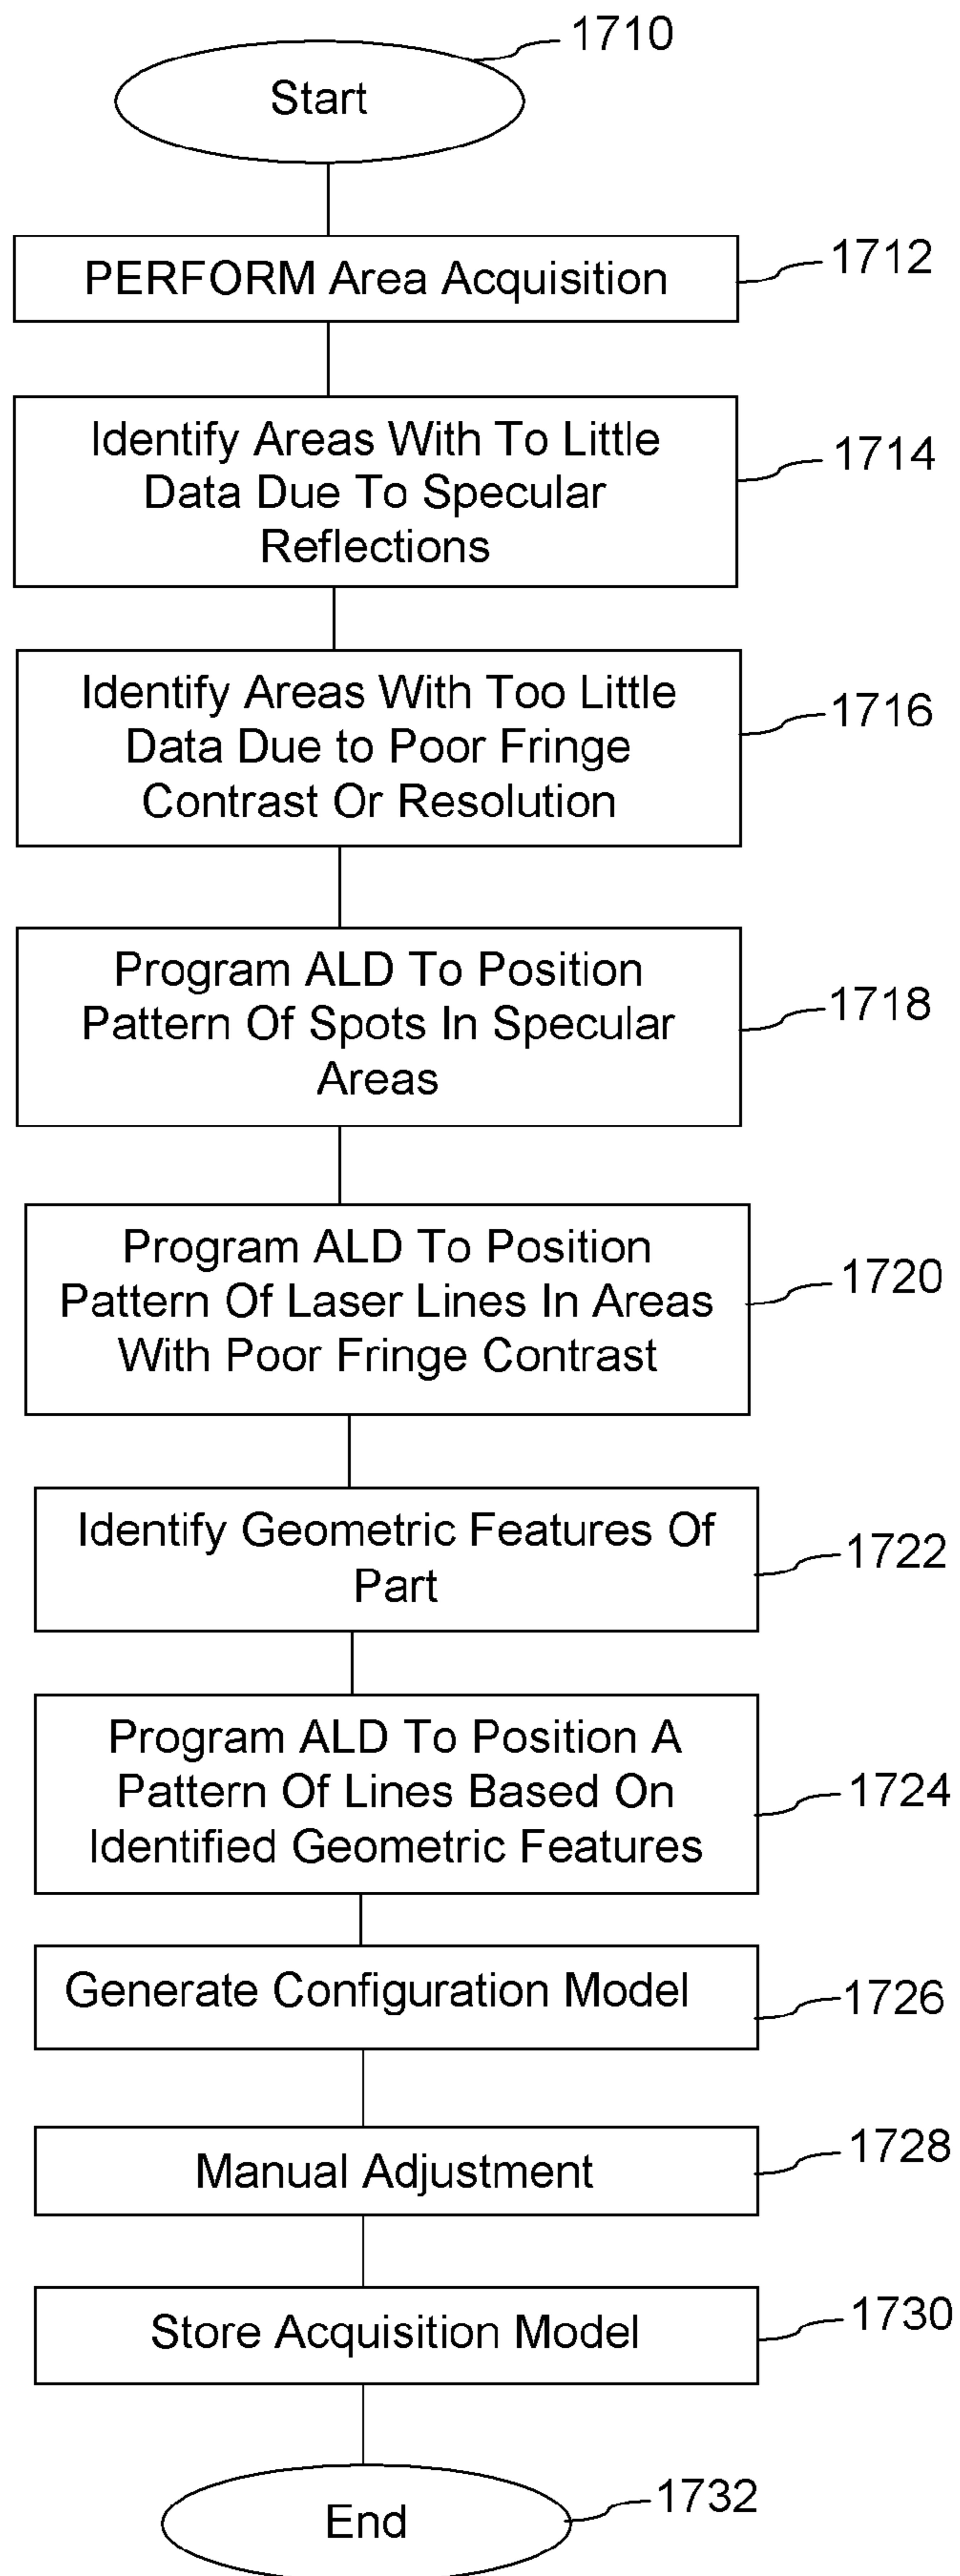 1710
Start
PERFORM Area Acquisition
1712
Identify Areas With To Little
Data Due To Specular
Reflections
1714
Identify Areas With Too Little
Data Due to Poor Fringe
Contrast Or Resolution
1716
Program ALD To Position
Pattern Of Spots In Specular
Areas
1718
Program ALD To Position
Pattern Of Laser Lines In Areas
With Poor Fringe Contrast
1720
Identify Geometric Features Of
Part
1722
Program ALD To Position A
Pattern Of Lines Based On
Identified Geometric Features
1724
Generate Configuration Model
1726
Manual Adjustment
1728
Store Acquisition Model
1730
End
1732